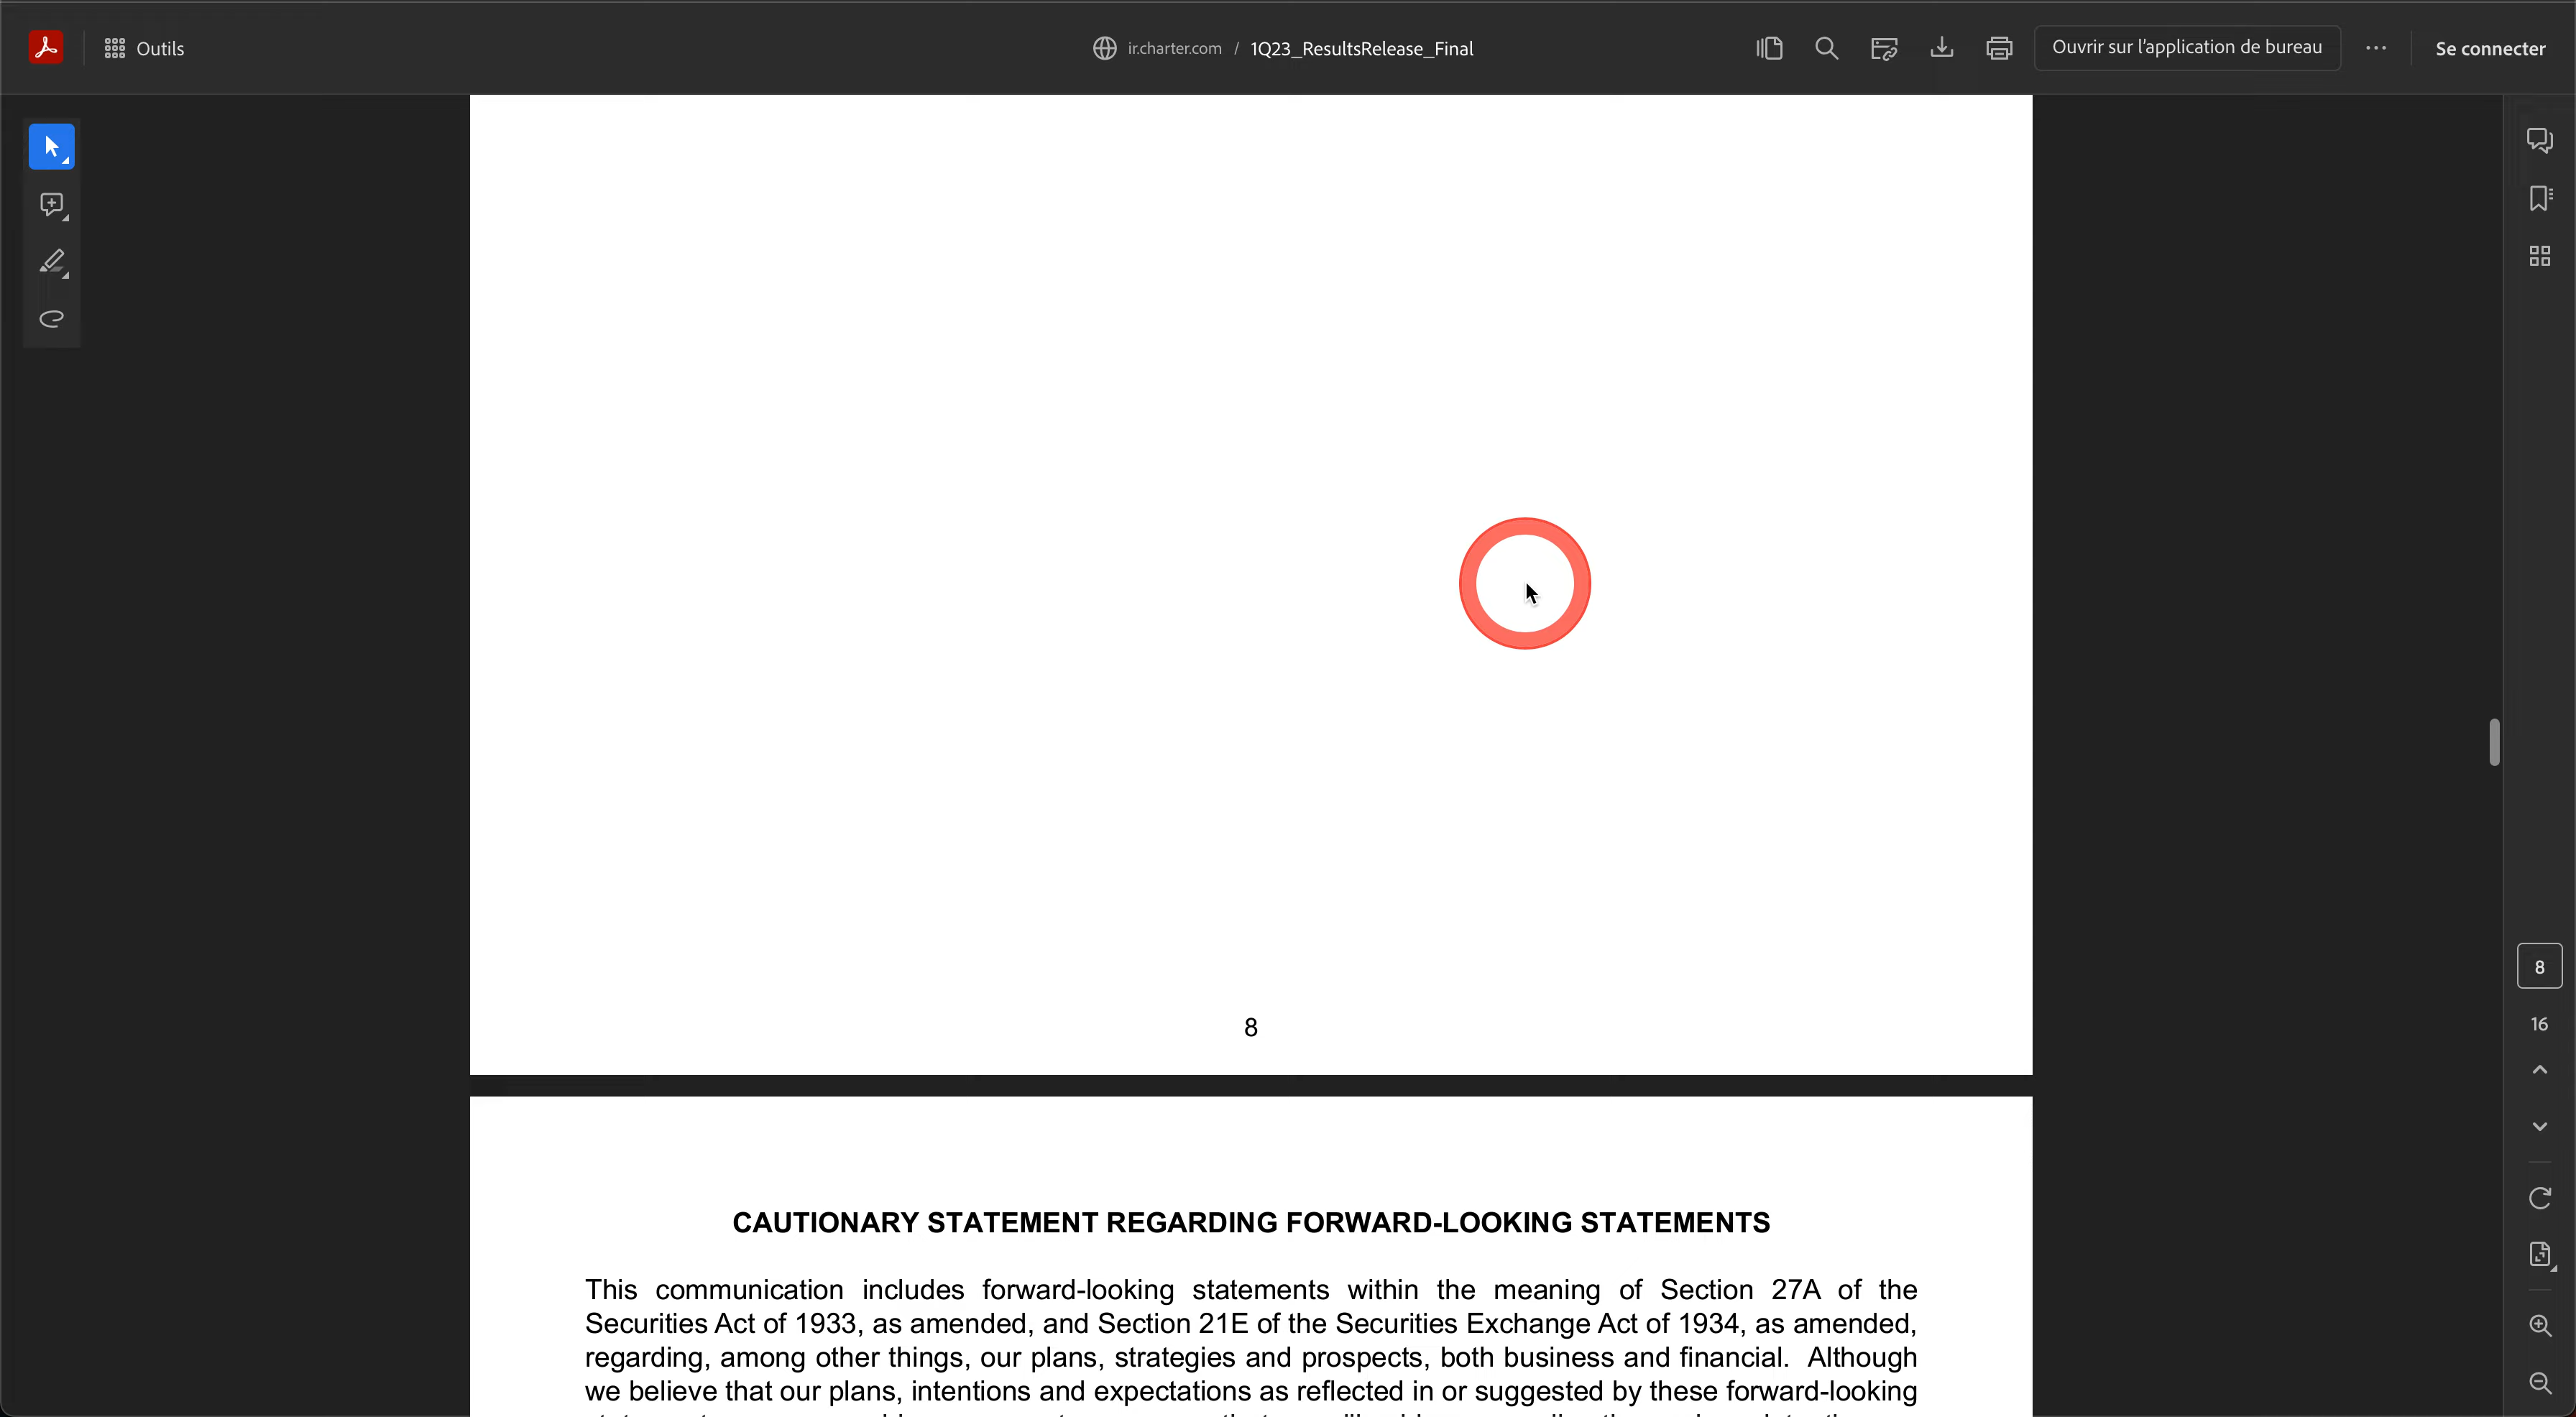 Outils
ir.charter.com / 1Q23_ResultsRelease_Final
Ouvrir sur l'application de bureau
Se connecter
8
16
8
CAUTIONARY STATEMENT REGARDING FORWARD-LOOKING STATEMENTS
This communication includes forward-looking statements within the meaning of Section 27A of the
Securities Act of 1933, as amended, and Section 21E of the Securities Exchange Act of 1934, as amended,
regarding, among other things, our plans, strategies and prospects, both business and financial. Although
we believe that our plans, intentions and expectations as reflected in or suggested by these forward-looking